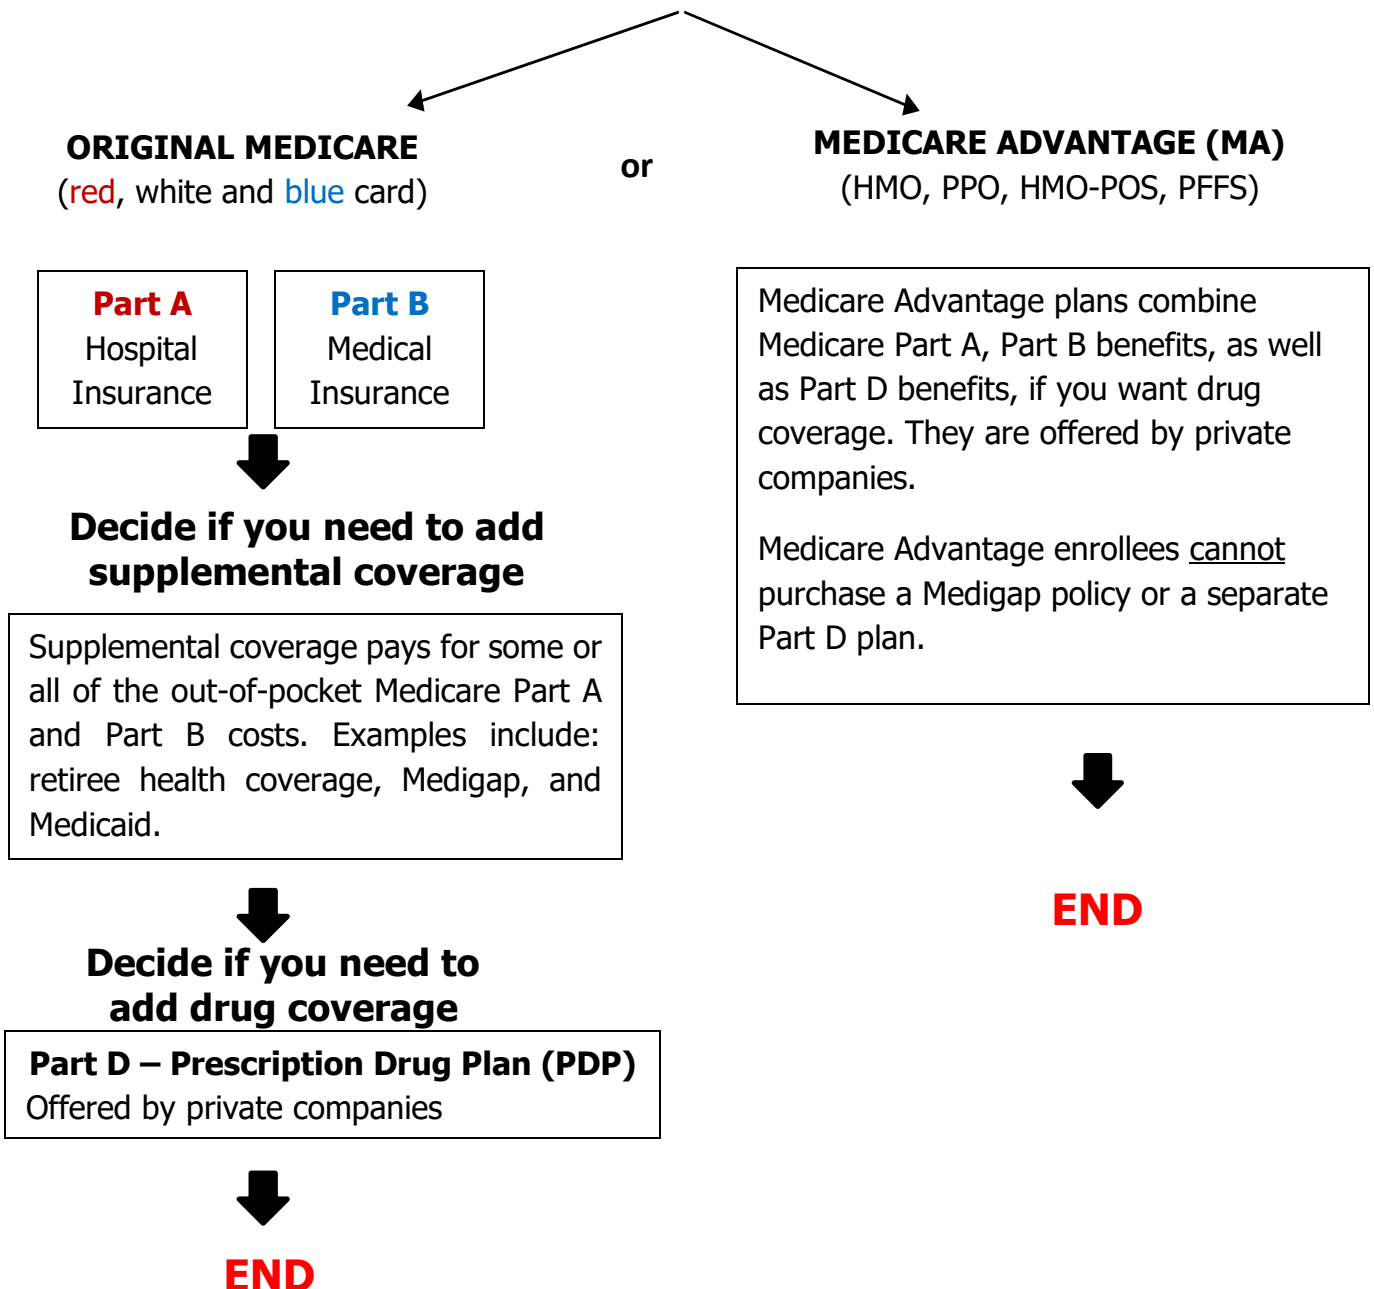 ORIGINAL MEDICARE
(red, white and blue card)
or
MEDICARE ADVANTAGE (MA)
(HMO, PPO, HMO-POS, PFFS)
Part A
Hospital
Insurance
Part B
Medical
Insurance
Decide if you need to add
supplemental coverage
Supplemental coverage pays for some or
all of the out-of-pocket Medicare Part A
and Part B costs. Examples include:
retiree health coverage, Medigap, and
Medicaid.
Decide if you need to
add drug coverage
Part D – Prescription Drug Plan (PDP)
Offered by private companies
END
Medicare Advantage plans combine
Medicare Part A, Part B benefits, as well
as Part D benefits, if you want drug
coverage. They are offered by private
companies.
Medicare Advantage enrollees cannot
purchase a Medigap policy or a separate
Part D plan.
END